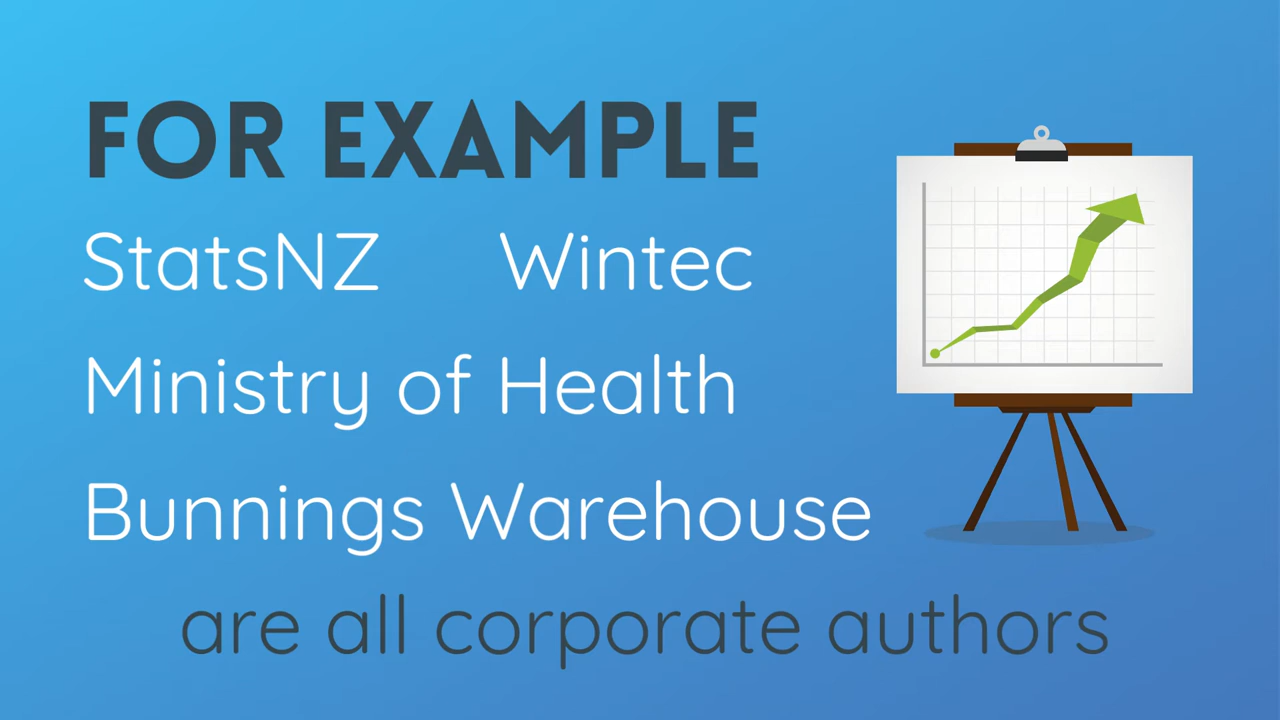 FOR EXAMPLE
StatsNZ Wintec
Ministry of Health
Bunnings Warehouse
are all corporate authors